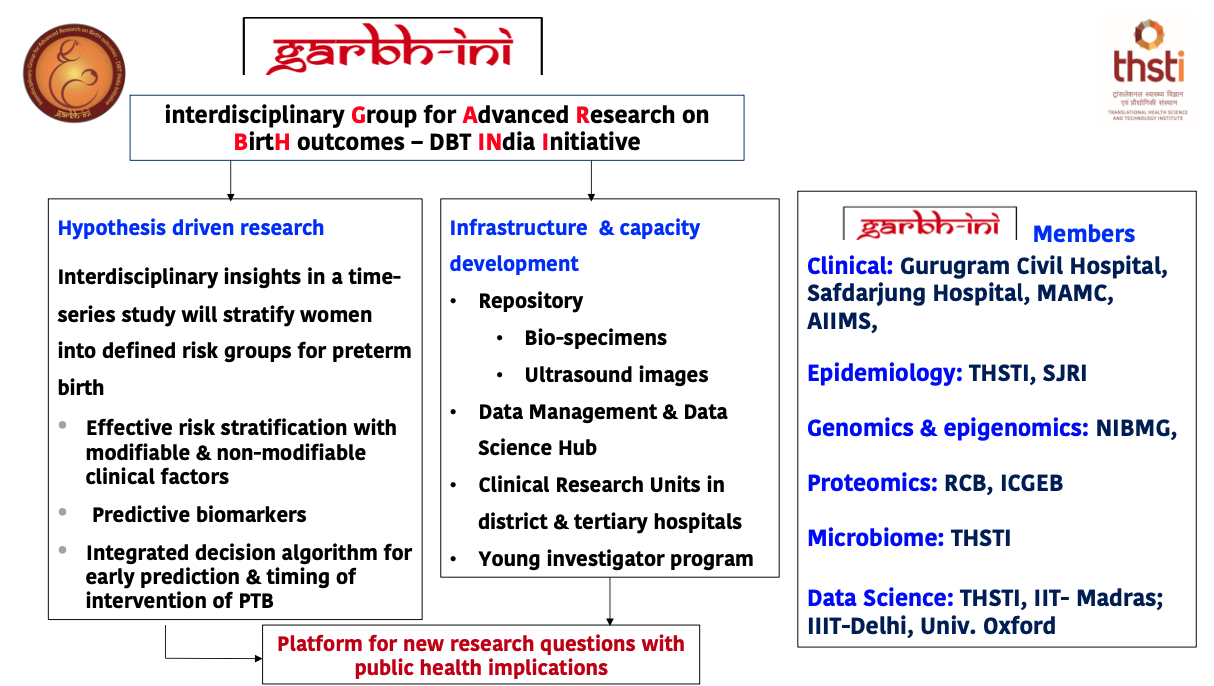 garbh-ini
interdisciplinary Group for Advanced Research on
BirtH outcomes – DBT INdia Initiative
garbh-ini
thsti
ट्रांसलेशनल स्वास्थ्य विज्ञान
एवं प्रौद्योगिकी संस्थान
TRANSLATIONAL HEALTH SCIENCE
AND TECHNOLOGY INSTITUTE
Hypothesis driven research
Interdisciplinary insights in a time-
series study will stratify women
into defined risk groups for preterm
birth
• Effective risk stratification with
modifiable & non-modifiable
clinical factors
• Predictive biomarkers
• Integrated decision algorithm for
early prediction & timing of
intervention of PTB
Infrastructure & capacity
development
• Repository
• Bio-specimens
• Ultrasound images
• Data Management & Data
Science Hub
• Clinical Research Units in
district & tertiary hospitals
• Young investigator program
Platform for new research questions with
public health implications
garbh-ini Members
Clinical: Gurugram Civil Hospital,
Safdarjung Hospital, MAMC,
AIIMS,
Epidemiology: THSTI, SJRI
Genomics & epigenomics: NIBMG,
Proteomics: RCB, ICGEB
Microbiome: THSTI
Data Science: THSTI, IIT- Madras;
IIIT-Delhi, Univ. Oxford